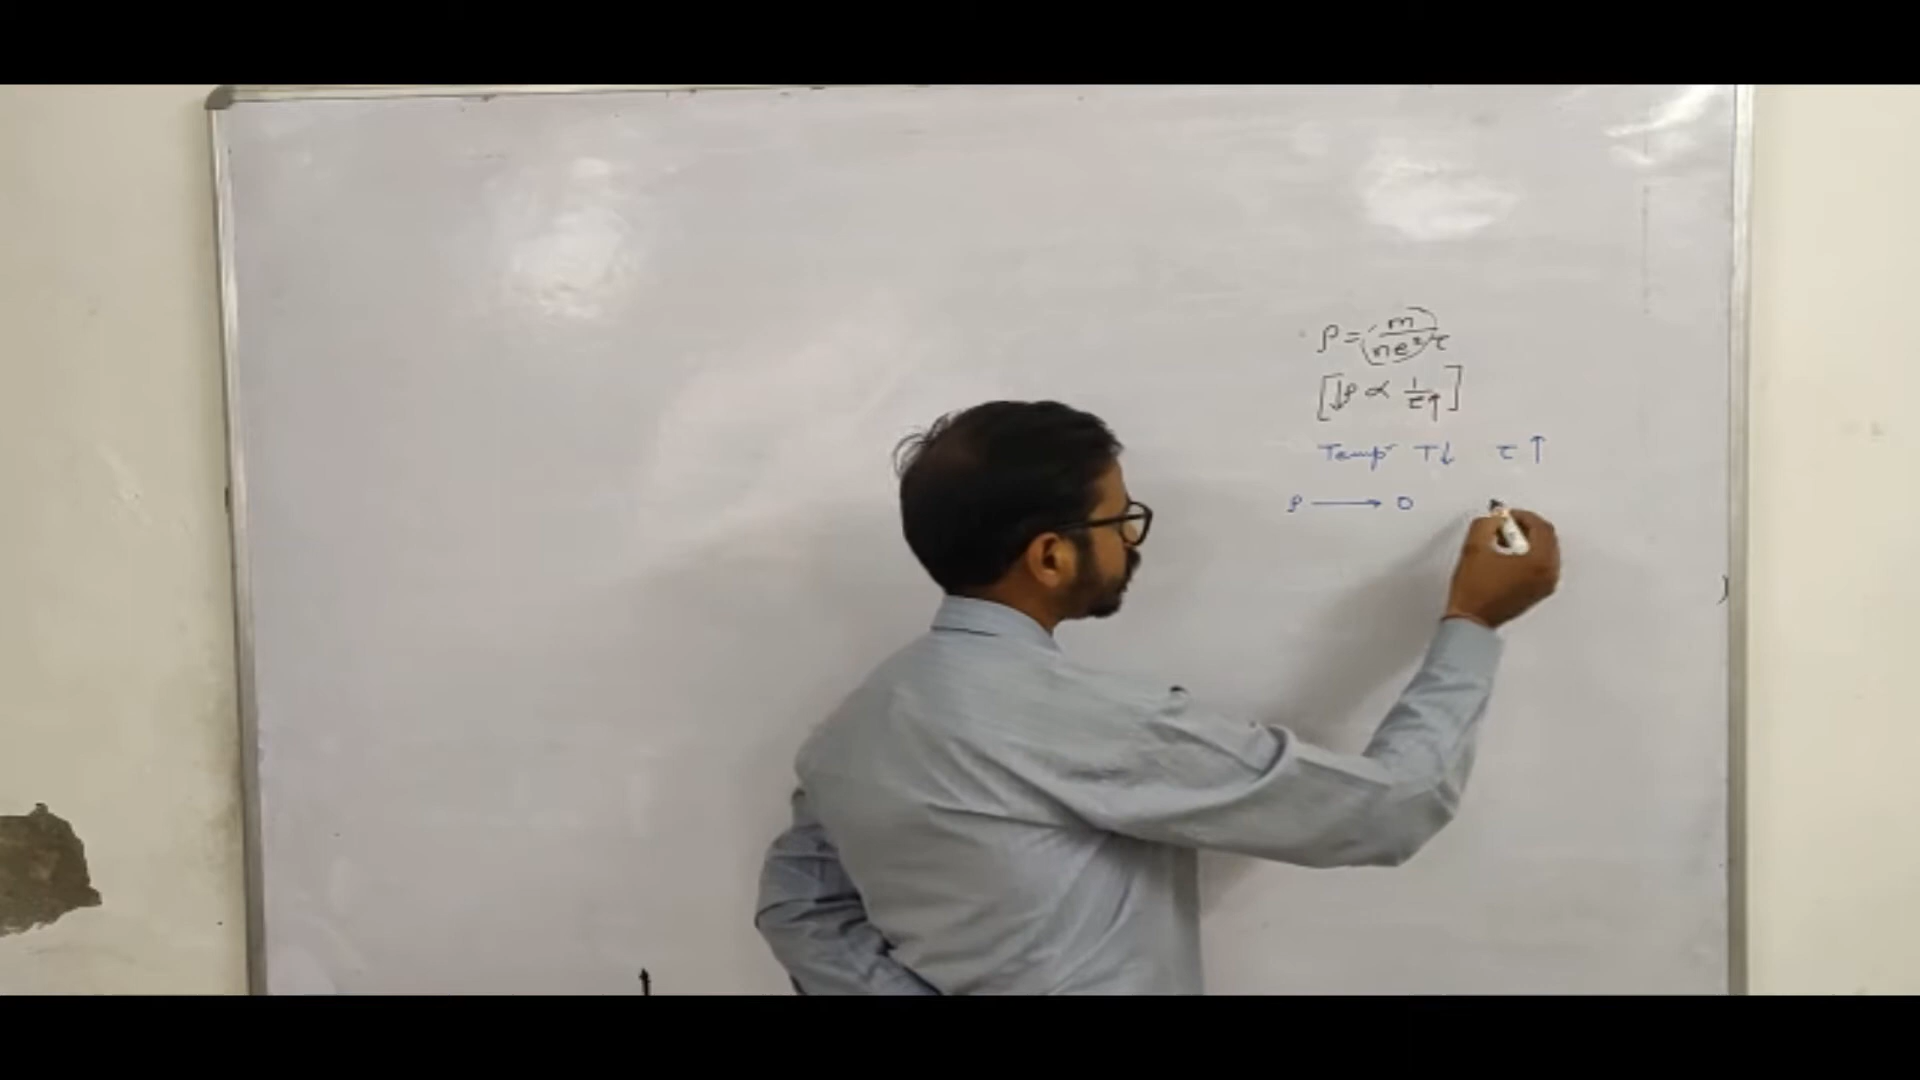 ρ = m/ne²τ
[↓ρ ∝ 1/τ↑]
Temp T↓ τ↑
ρ ⟶ 0